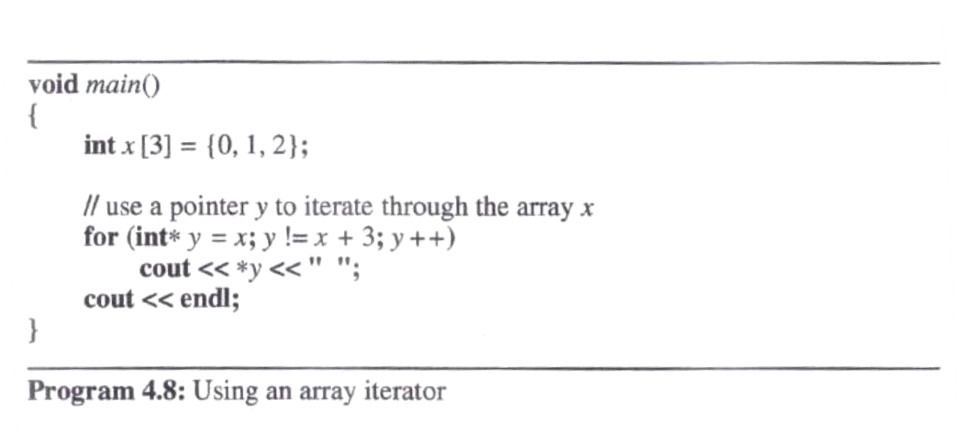 void main()
{
int x [3] = {0, 1, 2};
// use a pointer y to iterate through the array x
for (int* y = x; y != x + 3; y++)
cout << *y << " ";
cout << endl;
}
Program 4.8: Using an array iterator